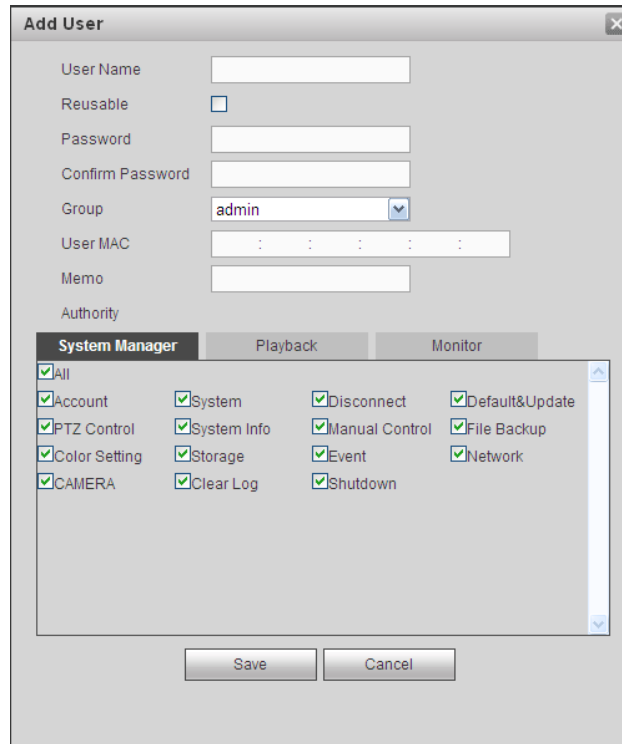 Add User
User Name
Reusable
Password
Confirm Password
Group admin
User MAC : : : : :
Memo
Authority
System Manager Playback Monitor
All
Account System Disconnect Default&Update
PTZ Control System Info Manual Control File Backup
Color Setting Storage Event Network
CAMERA Clear Log Shutdown
Save Cancel